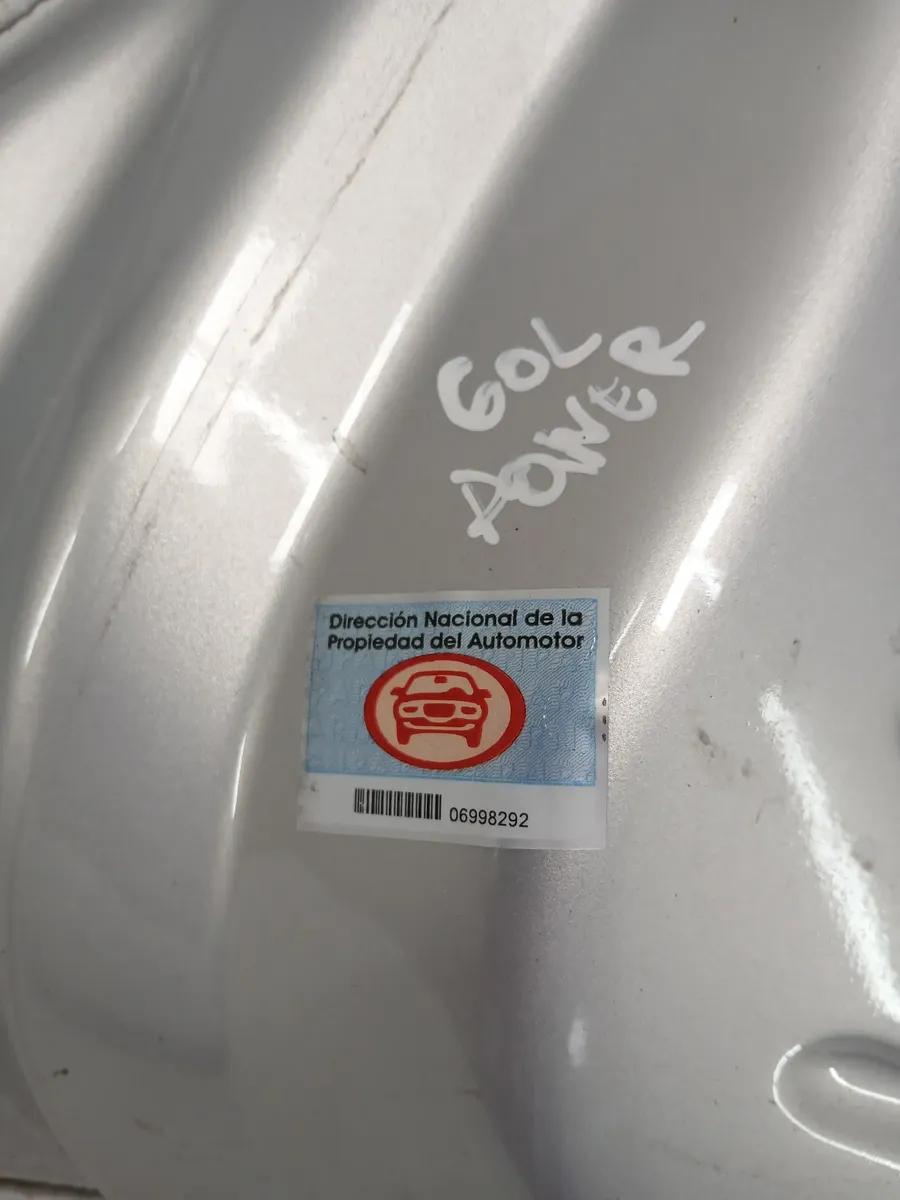 GOL
POWER
Dirección Nacional de la
Propiedad del Automotor
06998292